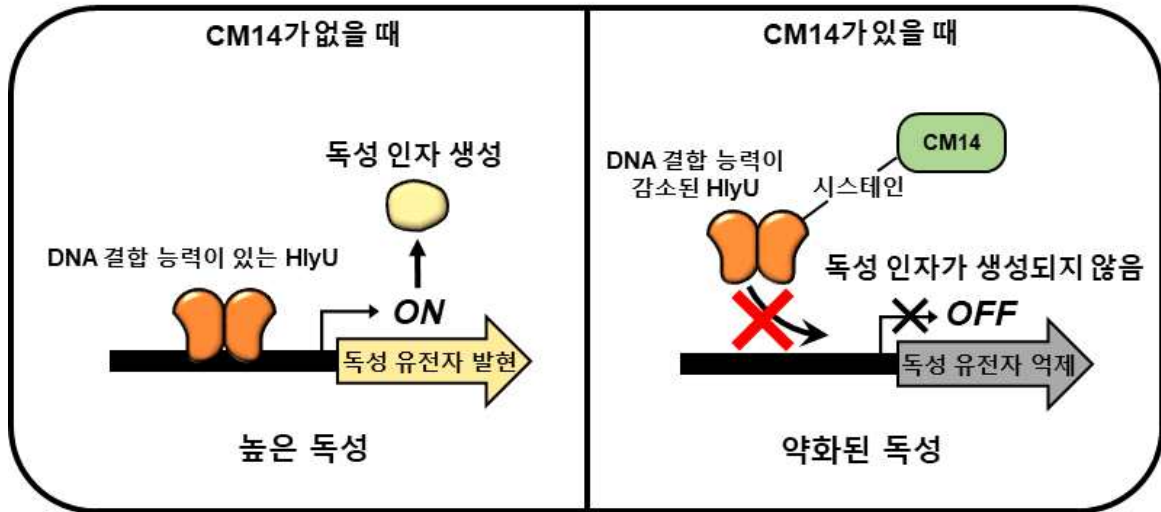 CM14가 없을 때
독성 인자 생성
DNA 결합 능력이 있는 HlyU
ON
독성 유전자 발현
높은 독성
CM14가 있을 때
CM14
DNA 결합 능력이
감소된 HlyU
시스테인
독성 인자가 생성되지 않음
OFF
독성 유전자 억제
약화된 독성